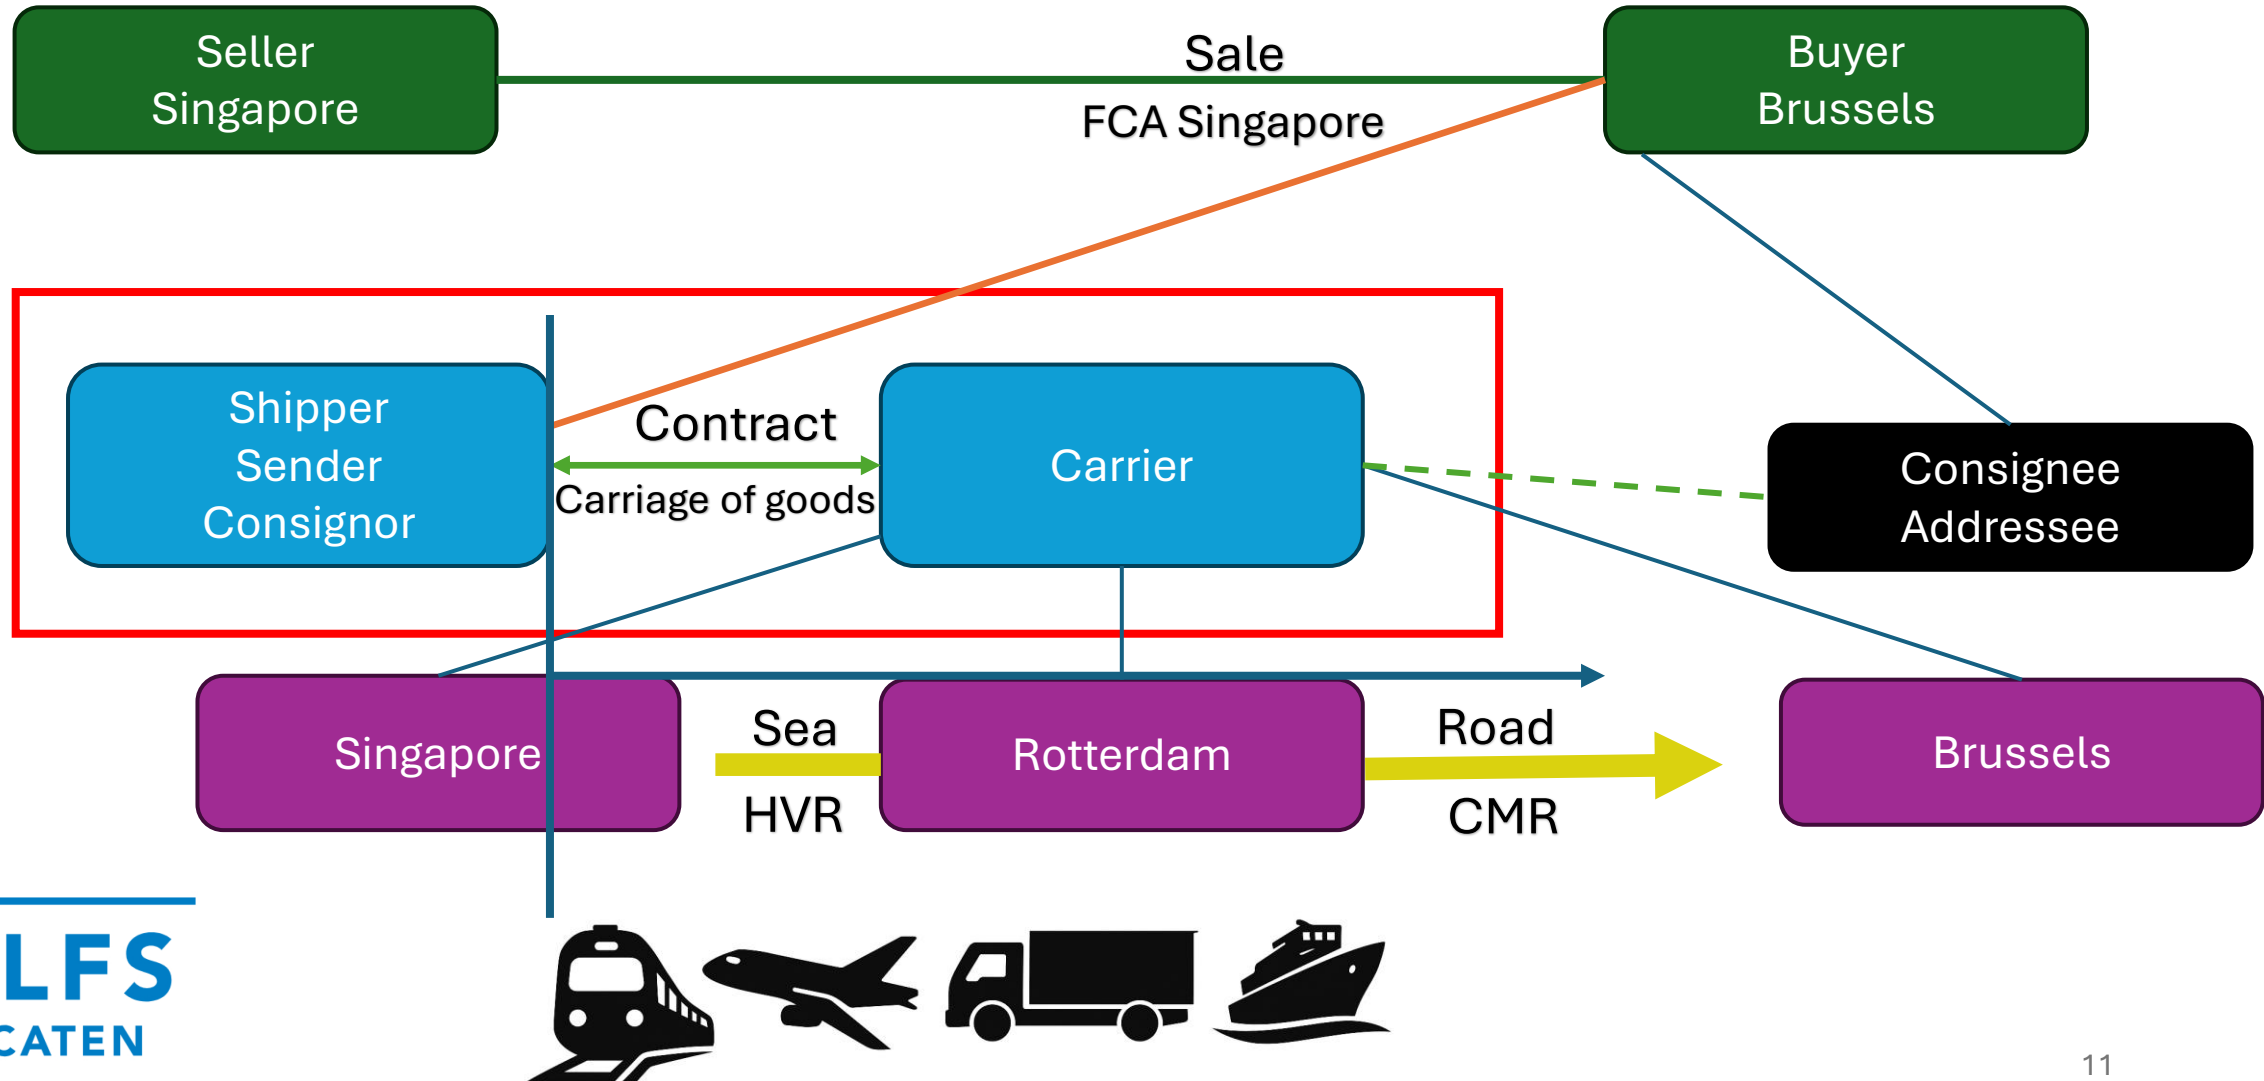 Seller
Singapore
Sale
FCA Singapore
Buyer
Brussels
Shipper
Sender
Consignor
Contract
Carriage of goods
Carrier
Consignee
Addressee
Singapore
Sea
HVR
Rotterdam
Road
CMR
Brussels
LFS
CATEN
11